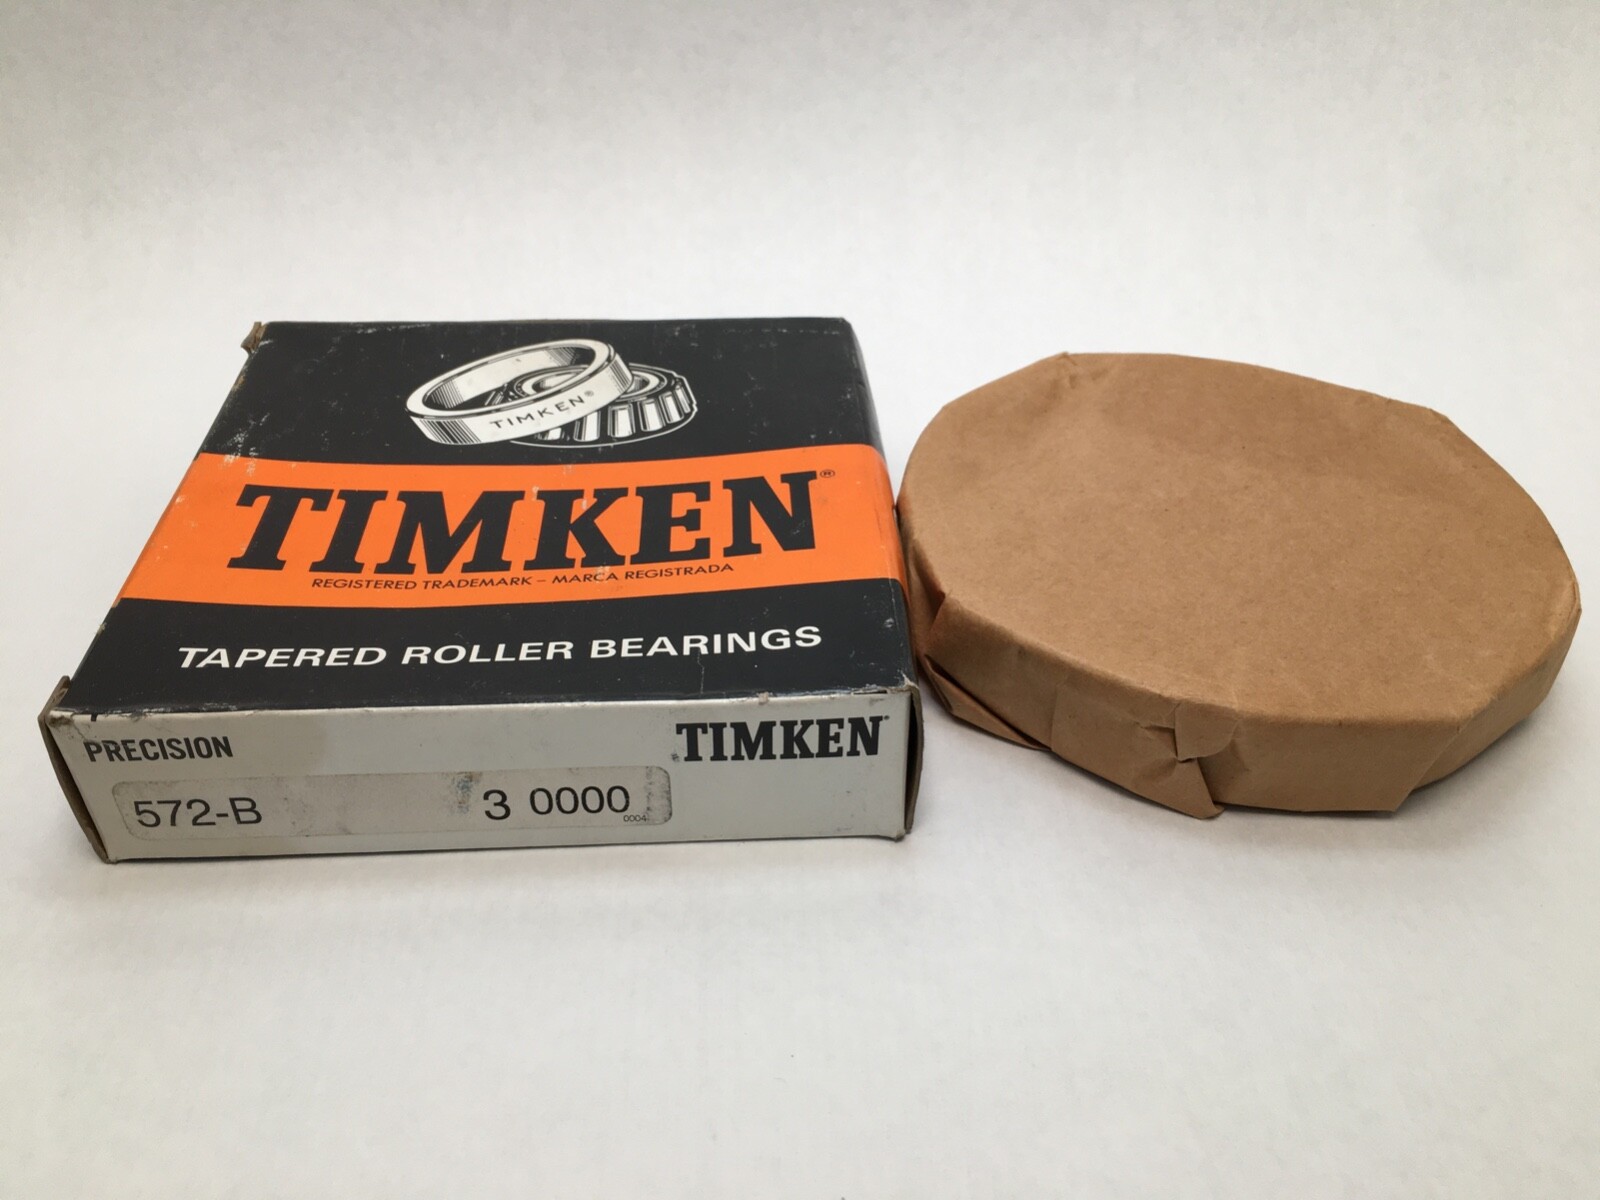 TIMKEN®
TIMKEN®
REGISTERED TRADEMARK – MARCA REGISTRADA
TAPERED ROLLER BEARINGS
PRECISION
TIMKEN®
572-B 3 0000
0004